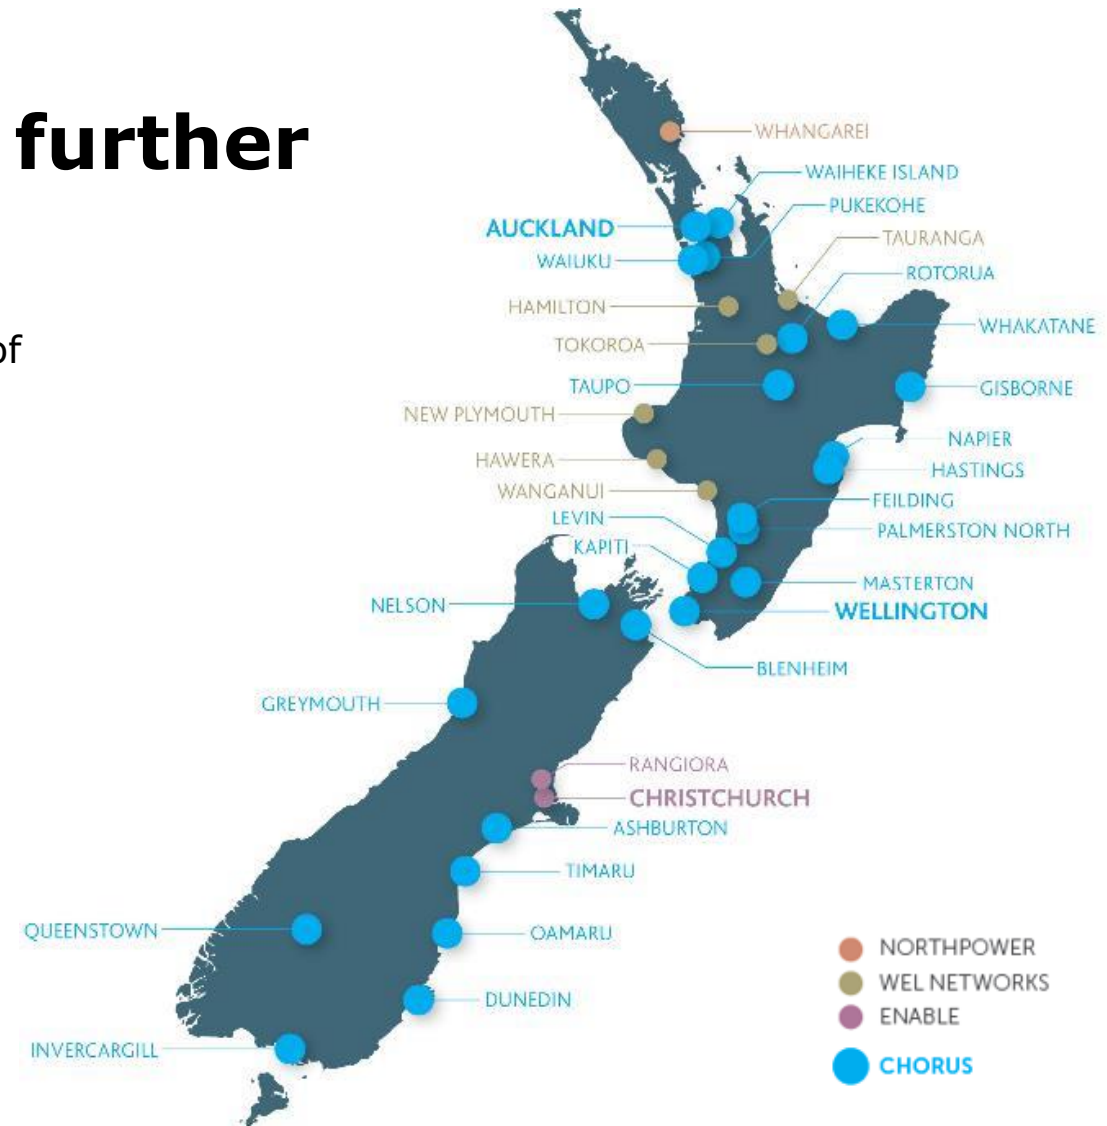 further
of
WHANGAREI
WAIHEKE ISLAND
PUKEKOHE
AUCKLAND
TAURANGA
WAIUKU
ROTORUA
HAMILTON
WHAKATANE
TOKOROA
TAUPO
GISBORNE
NEW PLYMOUTH
NAPIER
HAWERA
HASTINGS
WANGANUI
FEILDING
LEVIN
PALMERSTON NORTH
KAPITI
MASTERTON
NELSON
WELLINGTON
BLENHEIM
GREYMOUTH
RANGIORA
CHRISTCHURCH
ASHBURTON
TIMARU
QUEENSTOWN
OAMARU
DUNEDIN
INVERCARGILL
NORTHPOWER
WEL NETWORKS
ENABLE
CHORUS